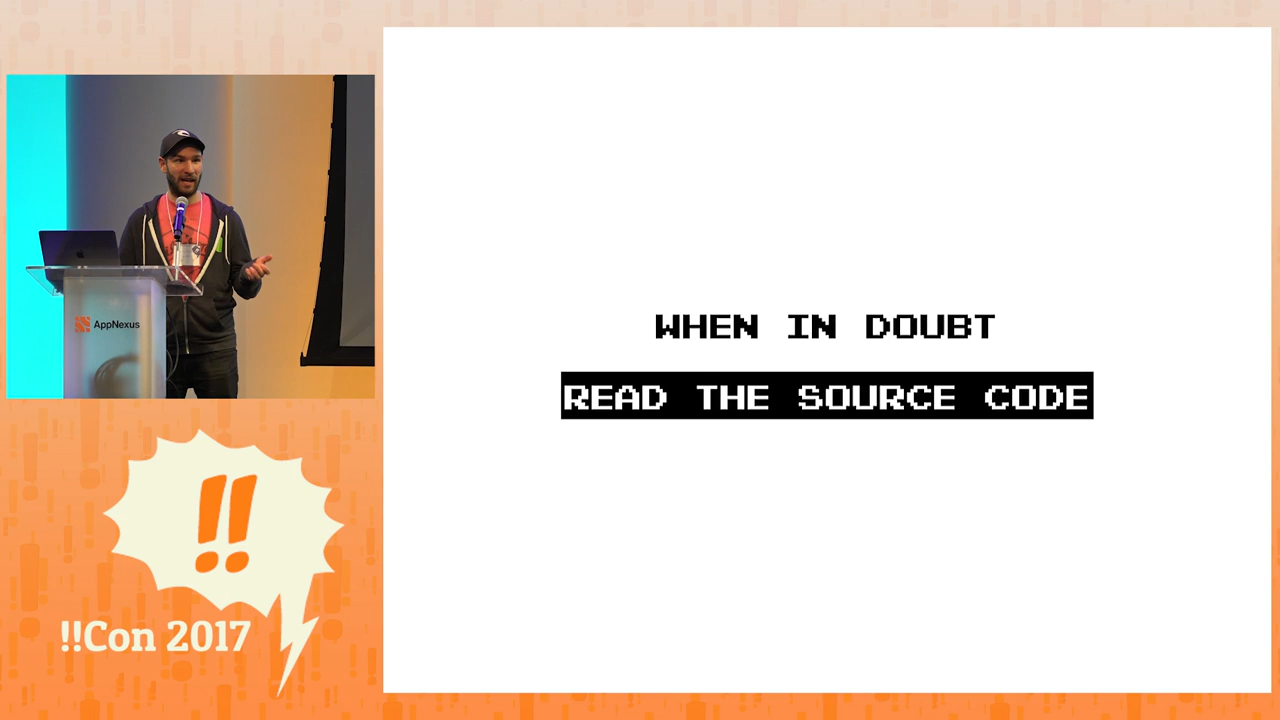 AppNexus
!!
!!Con 2017
WHEN IN DOUBT
READ THE SOURCE CODE